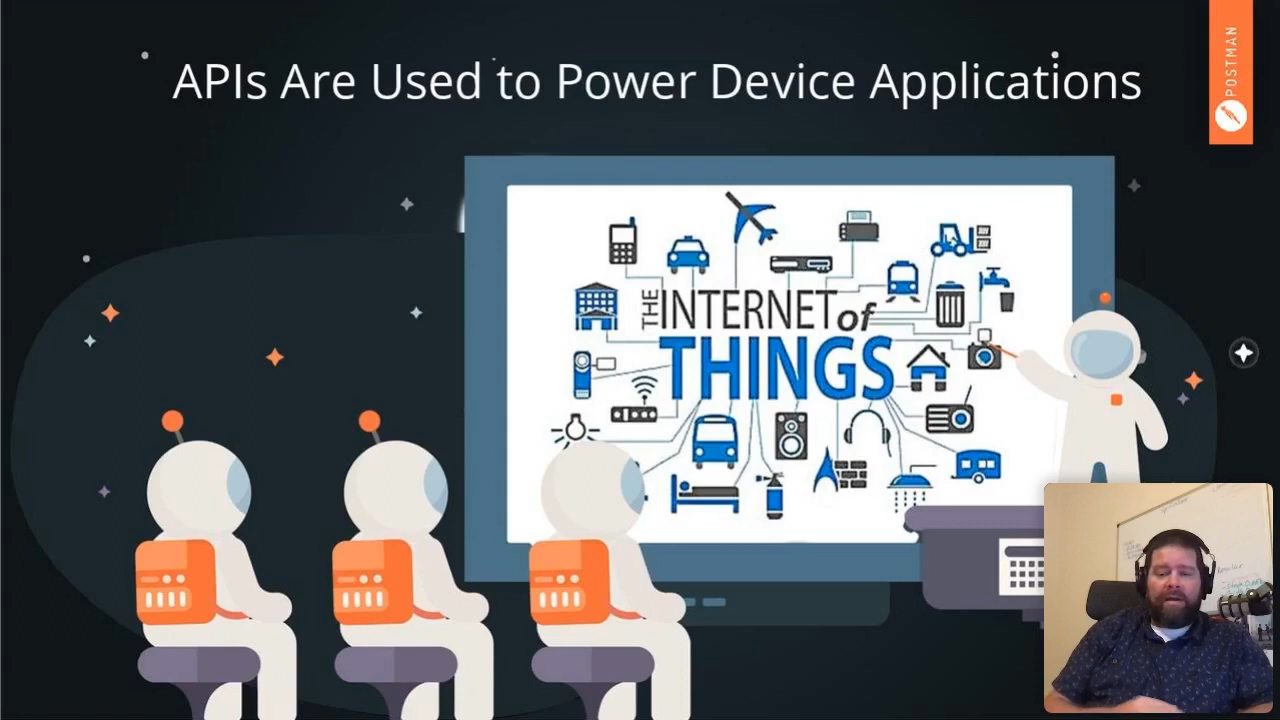 APIs Are Used to Power Device Applications
POSTMAN
THE INTERNET of
THINGS